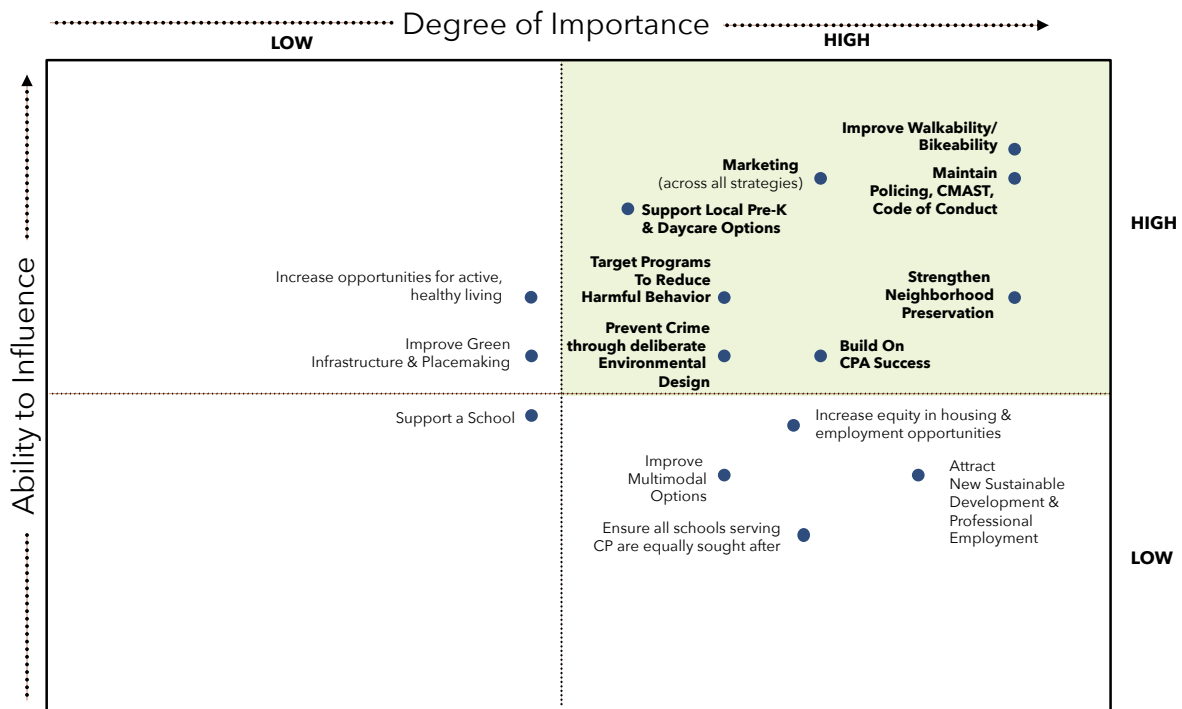 Degree of Importance
LOW
HIGH
Ability to Influence
HIGH
LOW
Improve Walkability/
Bikeability
Marketing
(across all strategies)
Maintain
Policing, CMAST,
Code of Conduct
Support Local Pre-K
& Daycare Options
Target Programs
To Reduce
Harmful Behavior
Increase opportunities for active,
healthy living
Strengthen
Neighborhood
Preservation
Prevent Crime
through deliberate
Environmental
Design
Improve Green
Infrastructure & Placemaking
Build On
CPA Success
Support a School
Increase equity in housing &
employment opportunities
Improve
Multimodal
Options
Attract
New Sustainable
Development &
Professional
Employment
Ensure all schools serving
CP are equally sought after